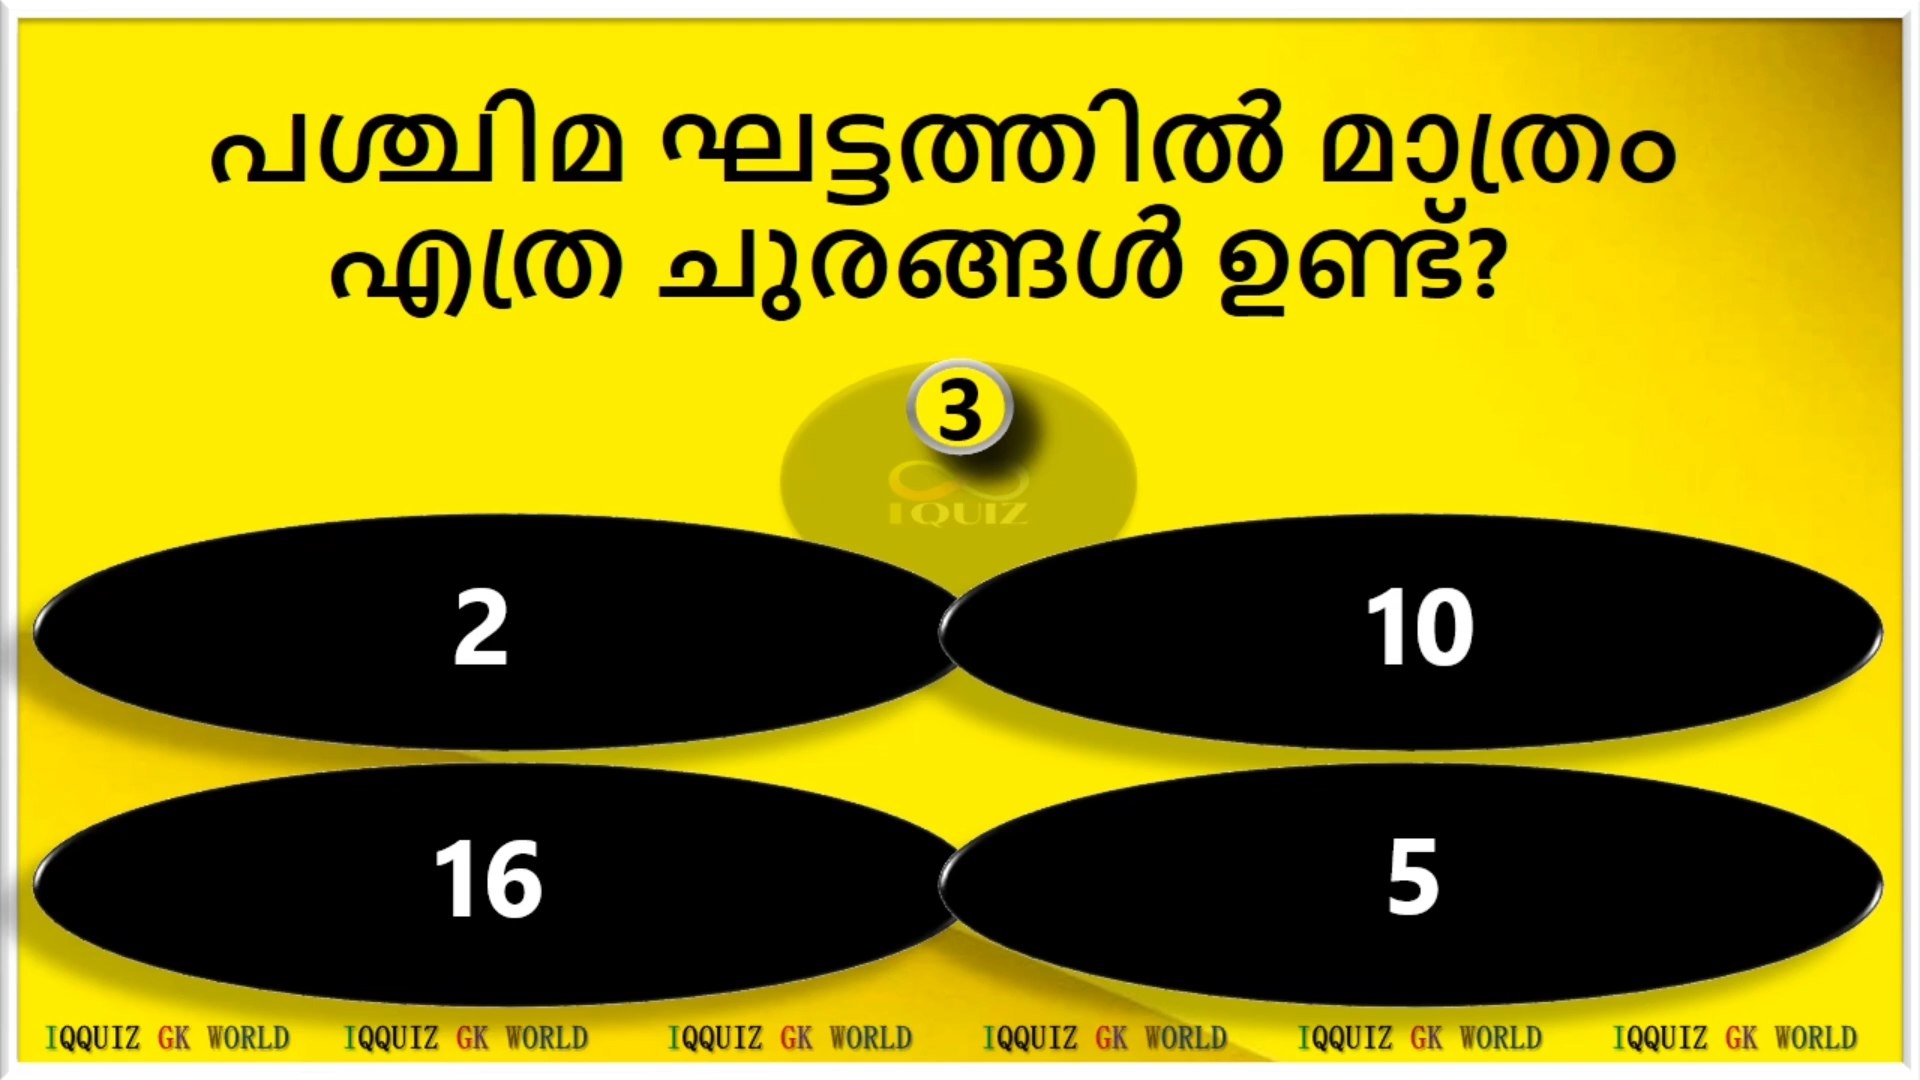 പശ്ചിമ ഘട്ടത്തിൽ മാത്രം
എത്ര ചുരങ്ങൾ ഉണ്ട്?
3
IQUIZ
2
10
16
5
IQQUIZ GK WORLD IQQUIZ GK WORLD IQQUIZ GK WORLD IQQUIZ GK WORLD IQQUIZ GK WORLD IQQUIZ GK WORLD